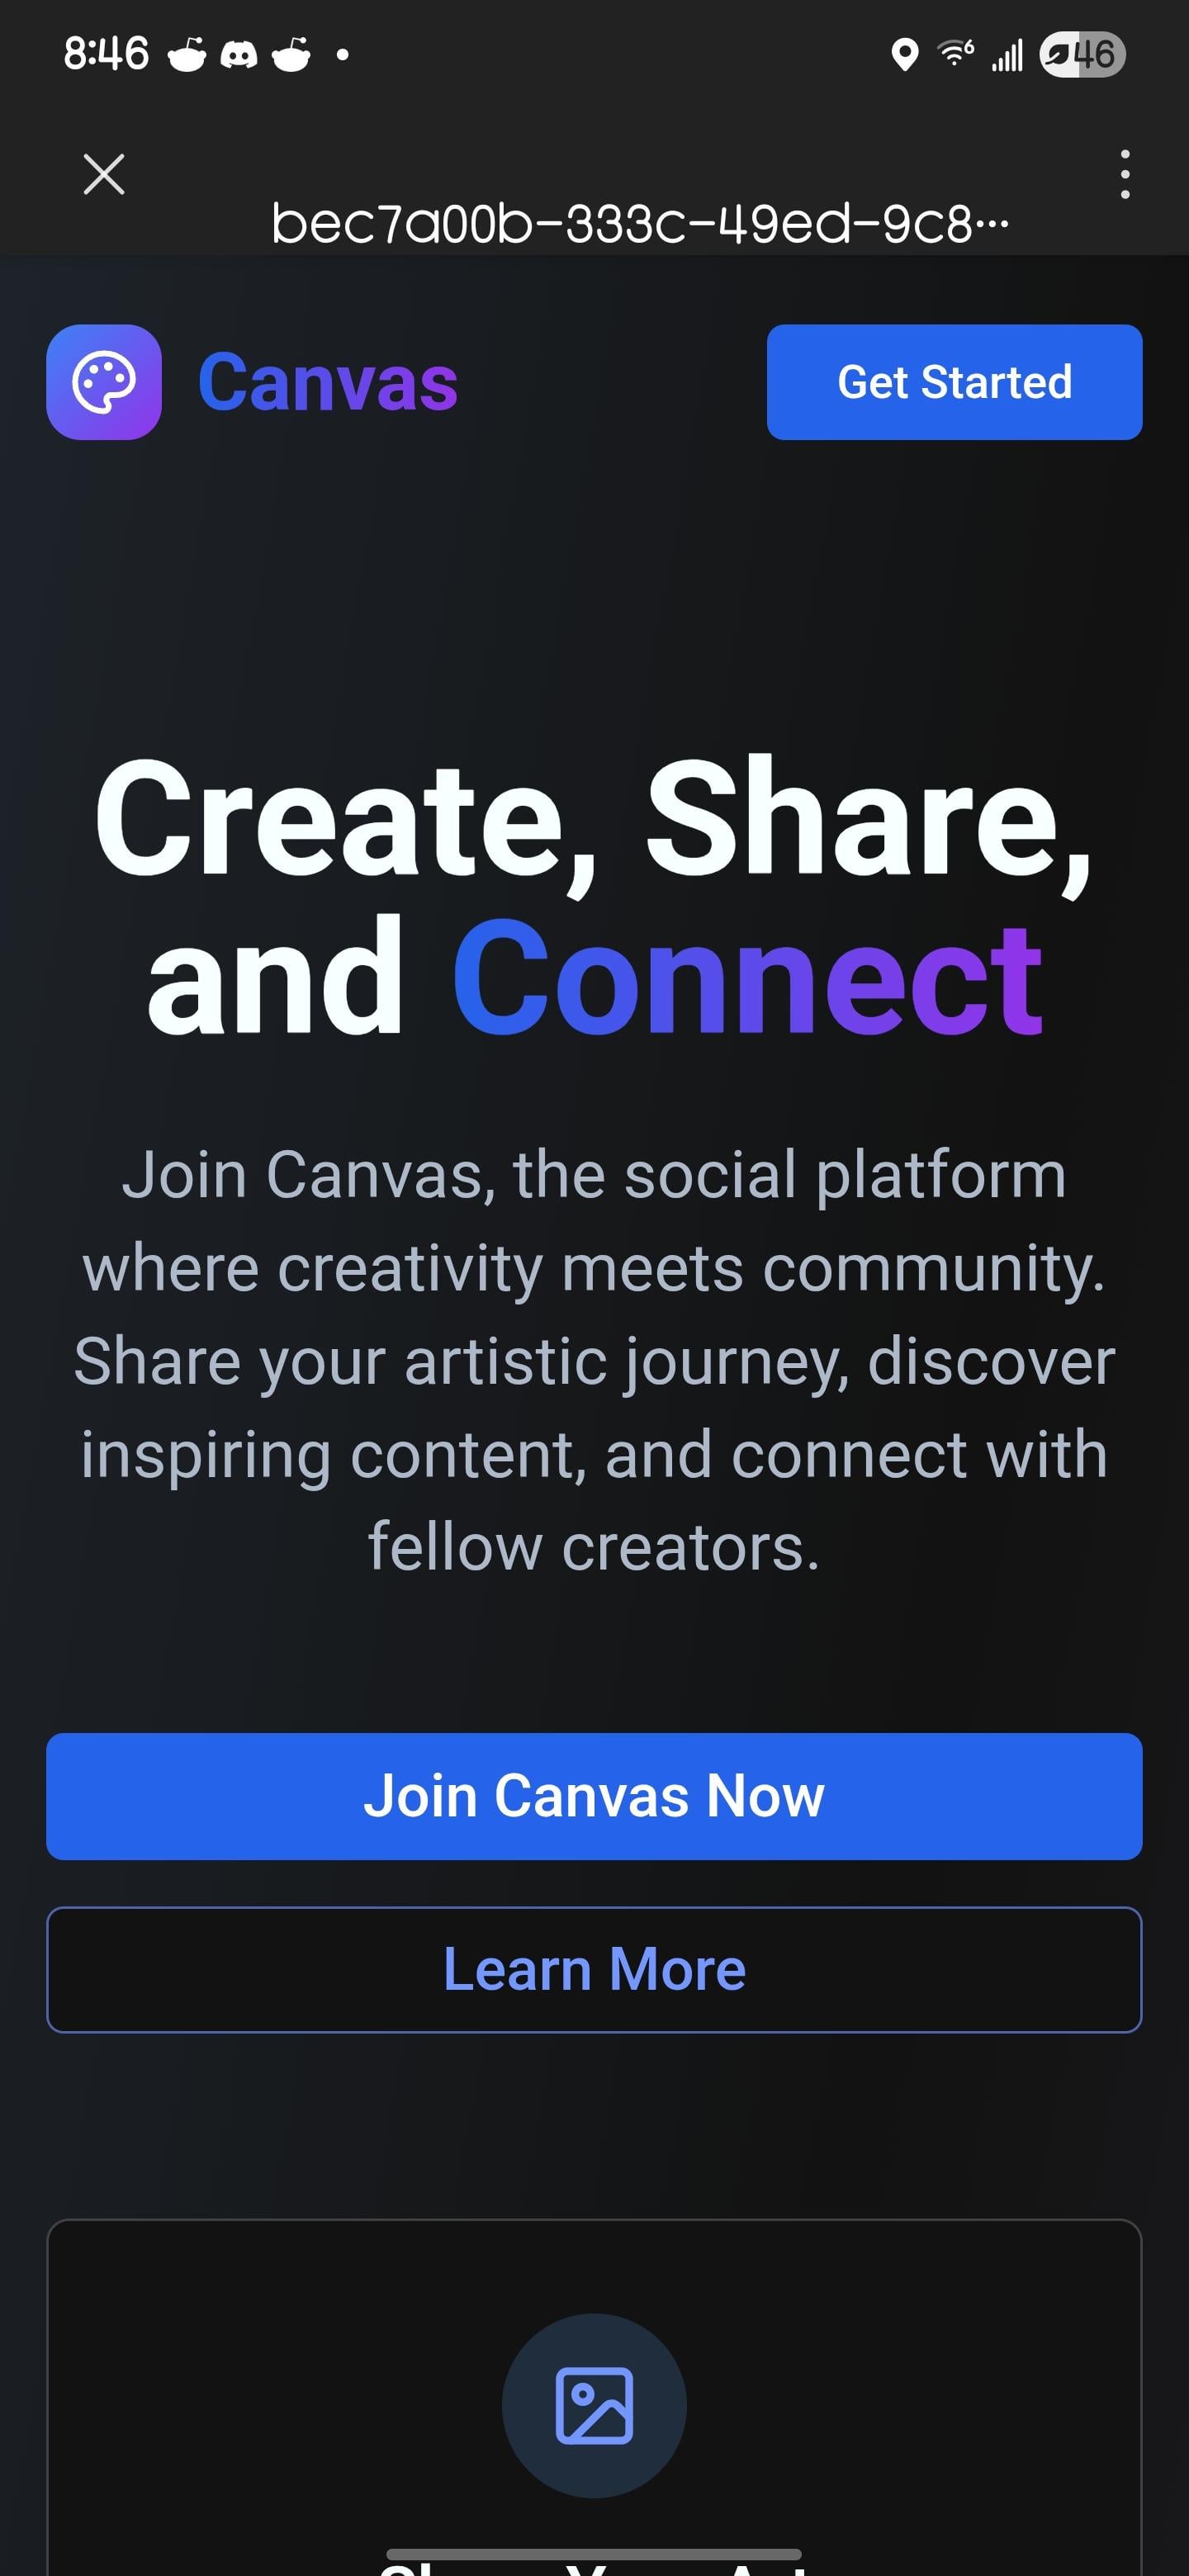 8:46
6
46
bec7a00b-333c-49ed-9c8…
Canvas
Get Started
Create, Share,
and Connect
Join Canvas, the social platform
where creativity meets community.
Share your artistic journey, discover
inspiring content, and connect with
fellow creators.
Join Canvas Now
Learn More